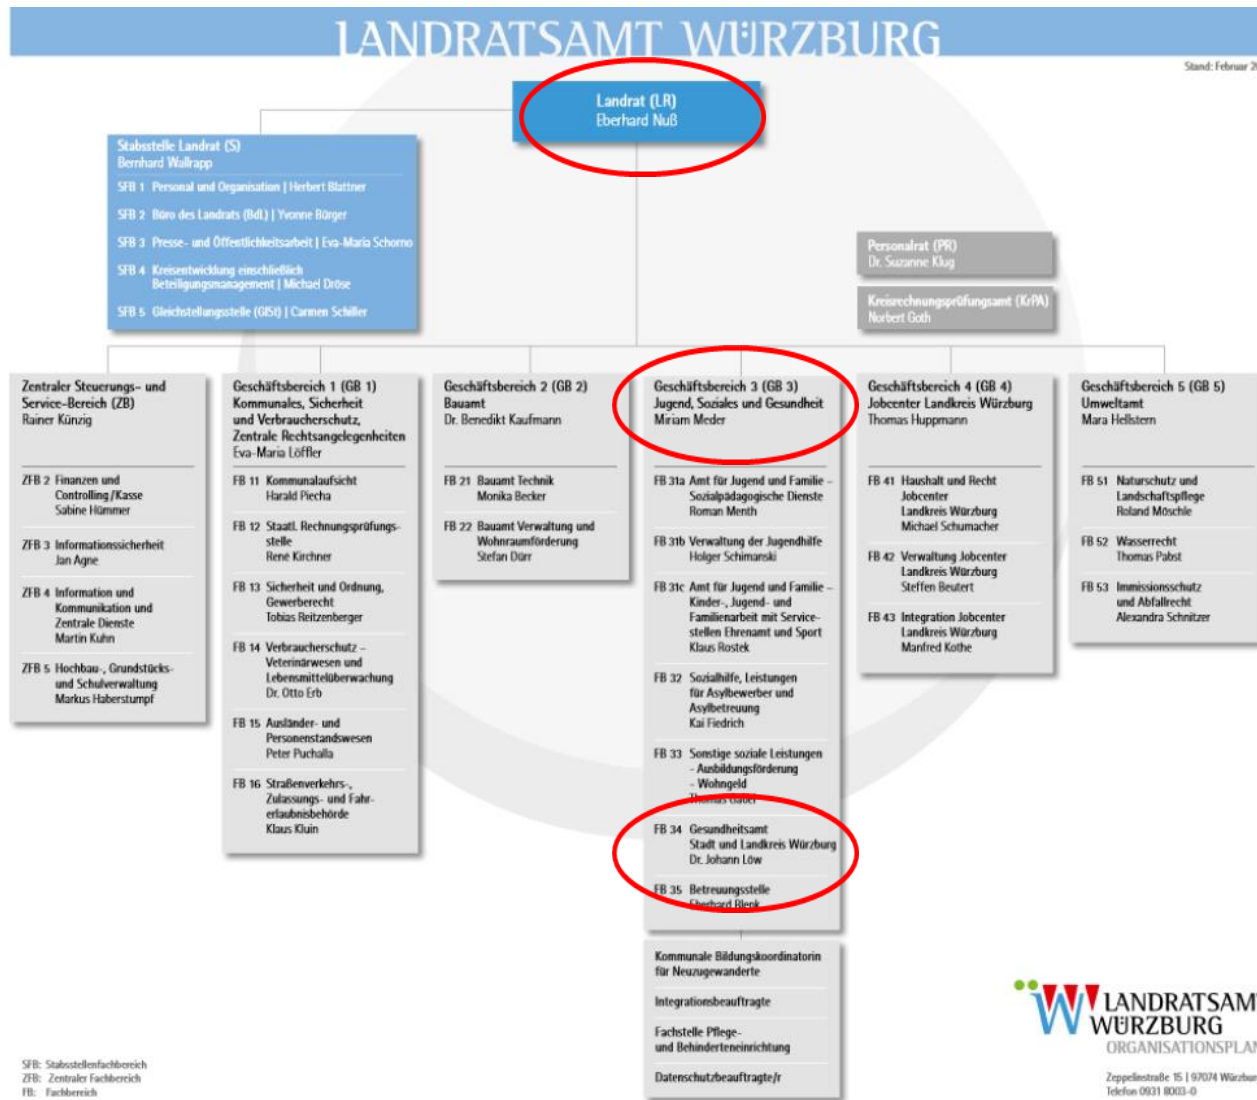 LANDRATSAMT WÜRZBURG
Stand: Februar 20
Landrat (LR)
Eberhard Nuß
Stabsstelle Landrat (S)
Bernhard Wallrapp
SFB 1 Personal und Organisation | Herbert Blattner
SFB 2 Büro des Landrats (BdL) | Yvonne Bürger
SFB 3 Presse- und Öffentlichkeitsarbeit | Eva-Maria Schorno
SFB 4 Kreisentwicklung einschließlich
Beteiligungsmanagement | Michael Dröse
SFB 5 Gleichstellungsstelle (GlSt) | Carmen Schiller
Personalrat (PR)
Dr. Suzanne Klug
Kreisrechnungsprüfungsamt (KrPA)
Norbert Goth
Zentraler Steuerungs- und
Service-Bereich (ZB)
Rainer Künzig
ZFB 2 Finanzen und
Controlling/Kasse
Sabine Hümmer
ZFB 3 Informationssicherheit
Jan Agne
ZFB 4 Information und
Kommunikation und
Zentrale Dienste
Martin Kuhn
ZFB 5 Hochbau-, Grundstücks-
und Schulverwaltung
Markus Haberstumpf
Geschäftsbereich 1 (GB 1)
Kommunales, Sicherheit
und Verbraucherschutz,
Zentrale Rechtsangelegenheiten
Eva-Maria Löffler
FB 11 Kommunalaufsicht
Harald Piecha
FB 12 Staatl. Rechnungsprüfungs-
stelle
René Kirchner
FB 13 Sicherheit und Ordnung,
Gewerberecht
Tobias Reitzenberger
FB 14 Verbraucherschutz –
Veterinärwesen und
Lebensmittelüberwachung
Dr. Otto Erb
FB 15 Ausländer- und
Personenstandswesen
Peter Puchalla
FB 16 Straßenverkehrs-,
Zulassungs- und Fahr-
erlaubnisbehörde
Klaus Kluin
Geschäftsbereich 2 (GB 2)
Bauamt
Dr. Benedikt Kaufmann
FB 21 Bauamt Technik
Monika Becker
FB 22 Bauamt Verwaltung und
Wohnraumförderung
Stefan Dürr
Geschäftsbereich 3 (GB 3)
Jugend, Soziales und Gesundheit
Miriam Meder
FB 31a Amt für Jugend und Familie –
Sozialpädagogische Dienste
Roman Menth
FB 31b Verwaltung der Jugendhilfe
Holger Schimanski
FB 31c Amt für Jugend und Familie –
Kinder-, Jugend- und
Familienarbeit mit Service-
stellen Ehrenamt und Sport
Klaus Rostek
FB 32 Sozialhilfe, Leistungen
für Asylbewerber und
Asylbetreuung
Kai Fiedrich
FB 33 Sonstige soziale Leistungen
- Ausbildungsförderung
- Wohngeld
Thomas Gabel
FB 34 Gesundheitsamt
Stadt und Landkreis Würzburg
Dr. Johann Löw
FB 35 Betreuungsstelle
Eberhard Blenk
Kommunale Bildungskoordinatorin
für Neuzugewanderte
Integrationsbeauftragte
Fachstelle Pflege-
und Behinderteneinrichtung
Datenschutzbeauftragte/r
Geschäftsbereich 4 (GB 4)
Jobcenter Landkreis Würzburg
Thomas Huppmann
FB 41 Haushalt und Recht
Jobcenter
Landkreis Würzburg
Michael Schumacher
FB 42 Verwaltung Jobcenter
Landkreis Würzburg
Steffen Beutert
FB 43 Integration Jobcenter
Landkreis Würzburg
Manfred Kothe
Geschäftsbereich 5 (GB 5)
Umweltamt
Mara Hellstern
FB 51 Naturschutz und
Landschaftspflege
Roland Möschle
FB 52 Wasserrecht
Thomas Pabst
FB 53 Immissionsschutz
und Abfallrecht
Alexandra Schnitzer
SFB: Stabsstellenfachbereich
ZFB: Zentraler Fachbereich
FB: Fachbereich
LANDRATSAM
WÜRZBURG
ORGANISATIONSPLAN
Zeppelinstraße 15 | 97074 Würzbur
Telefon 0931 8003-0